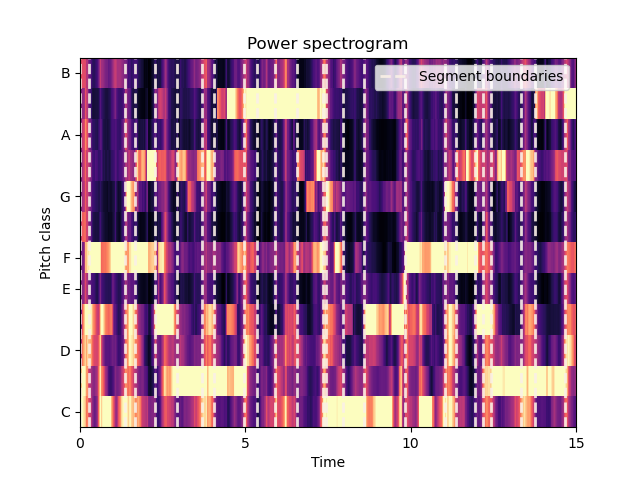 Power spectrogram
Segment boundaries
Pitch class
B
A
G
F
E
D
C
0 5 10 15
Time